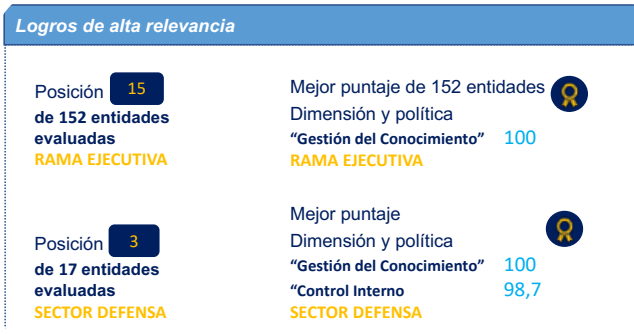 Logros de alta relevancia
Posición 15
de 152 entidades
evaluadas
RAMA EJECUTIVA
Mejor puntaje de 152 entidades
Dimensión y política
“Gestión del Conocimiento” 100
RAMA EJECUTIVA
Posición 3
de 17 entidades
evaluadas
SECTOR DEFENSA
Mejor puntaje
Dimensión y política
“Gestión del Conocimiento” 100
“Control Interno 98,7
SECTOR DEFENSA